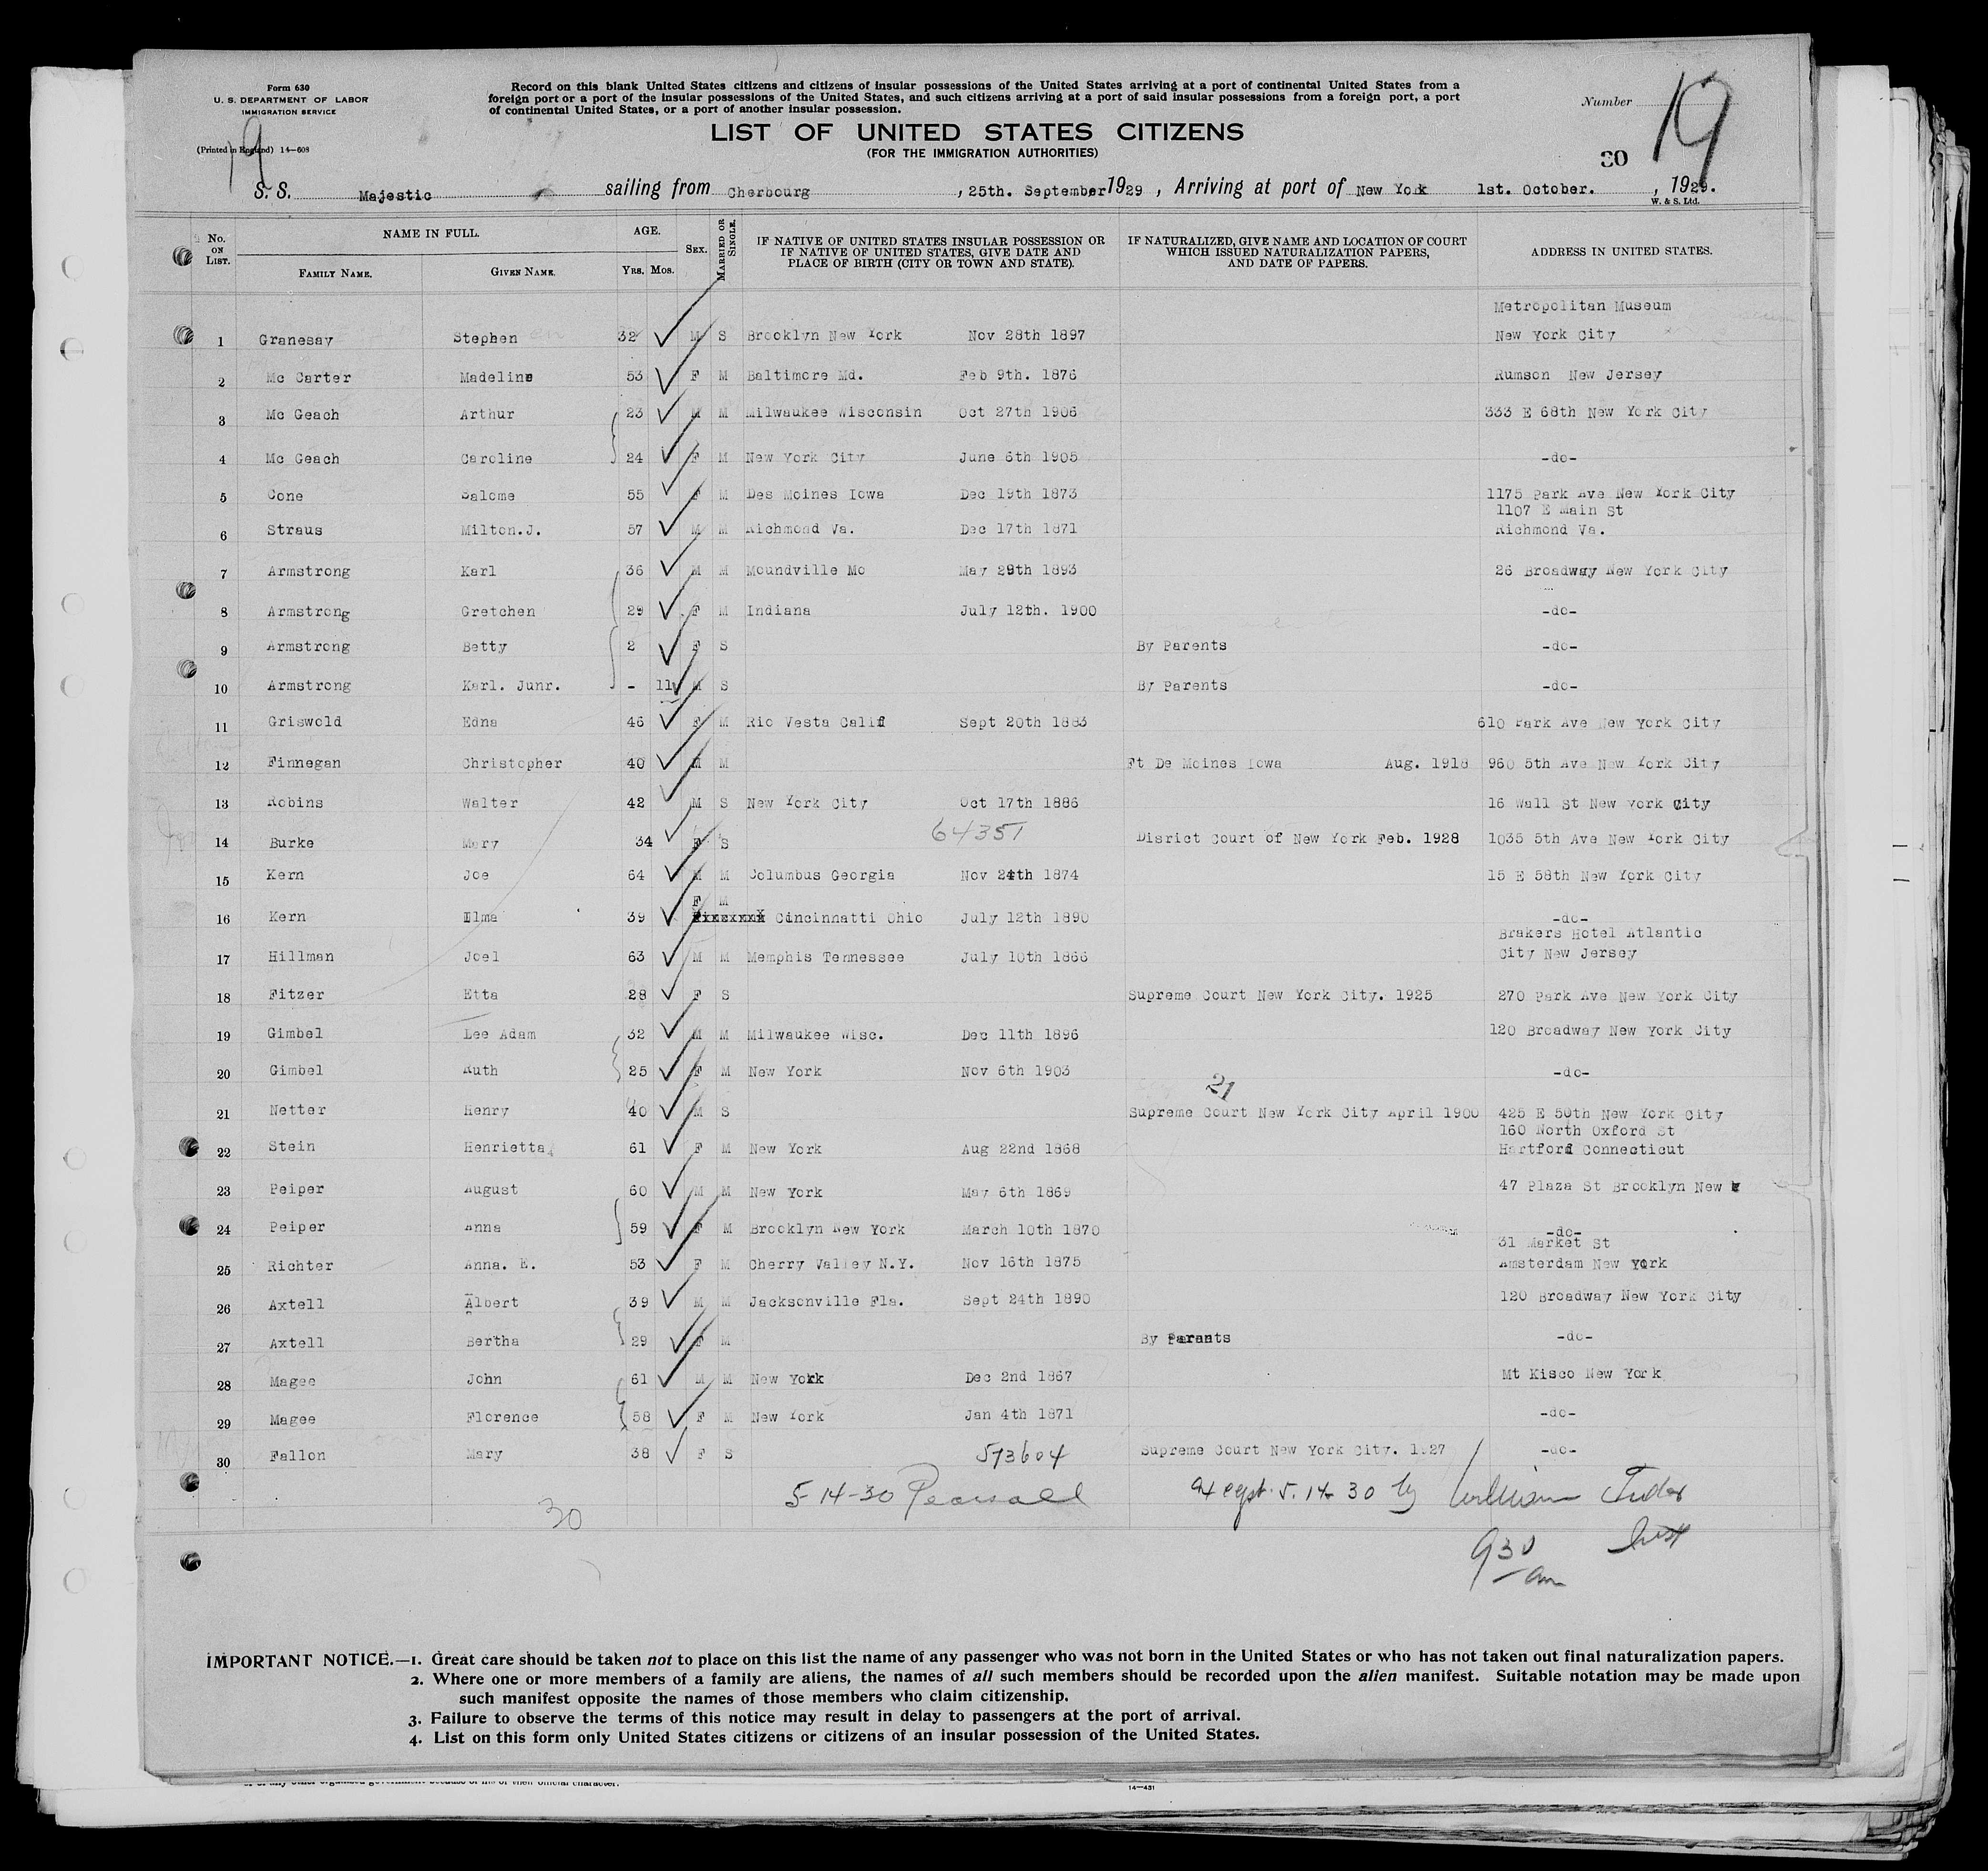 Form 630
U. S. DEPARTMENT OF LABOR
IMMIGRATION SERVICE
(Printed in England) 14—608
19
Record on this blank United States citizens and citizens of insular possessions of the United States arriving at a port of continental United States from a
foreign port or a port of the insular possessions of the United States, and such citizens arriving at a port of said insular possessions from a foreign port, a port
of continental United States, or a port of another insular possession.
LIST OF UNITED STATES CITIZENS
(FOR THE IMMIGRATION AUTHORITIES)
Number 19
30
S. S. Majestic sailing from Cherbourg , 25th. September 1929 , Arriving at port of New York 1st. October. , 1929.
W. & S. Ltd.
No. ON LIST. NAME IN FULL. FAMILY NAME. GIVEN NAME. AGE. YRS. MOS. SEX. MARRIED OR SINGLE. IF NATIVE OF UNITED STATES INSULAR POSSESSION OR IF NATIVE OF UNITED STATES, GIVE DATE AND PLACE OF BIRTH (CITY OR TOWN AND STATE). IF NATURALIZED, GIVE NAME AND LOCATION OF COURT WHICH ISSUED NATURALIZATION PAPERS, AND DATE OF PAPERS. ADDRESS IN UNITED STATES.
Metropolitan Museum
1 Granesay Stephen 32 M S Brooklyn New York Nov 28th 1897 New York City
2 Mc Carter Madeline 53 F M Baltimore Md. Feb 9th. 1876 Rumson New Jersey
3 Mc Geach Arthur 23 M M Milwaukee Wisconsin Oct 27th 1906 333 E 68th New York City
4 Mc Geach Caroline 24 F M New York City June 6th 1905 -do-
5 Cone Salome 55 F M Des Moines Iowa Dec 19th 1873 1175 Park Ave New York City
1107 E Main St
6 Straus Milton.J. 57 M M Richmond Va. Dec 17th 1871 Richmond Va.
7 Armstrong Karl 36 M M Moundville Mo May 29th 1893 26 Broadway New York City
8 Armstrong Gretchen 29 F M Indiana July 12th. 1900 -do-
9 Armstrong Betty 2 F S By Parents -do-
10 Armstrong Karl. Junr. - 11 M S By Parents -do-
11 Griswold Edna 46 F M Rio Vesta Calif Sept 20th 1883 610 Park Ave New York City
12 Finnegan Christopher 40 M M Ft De Moines Iowa Aug. 1918 960 5th Ave New York City
13 Robins Walter 42 M S New York City Oct 17th 1886 16 Wall St New York City
14 Burke Mary 34 F S 64351 Disrict Court of New York Feb. 1928 1035 5th Ave New York City
15 Kern Joe 64 M M Columbus Georgia Nov 24th 1874 15 E 58th New York City
F M
16 Kern Elma 39 Cincinnatti Ohio July 12th 1890 -do-
Brakers Hotel Atlantic
17 Hillman Joel 63 M M Memphis Tennessee July 10th 1866 City New Jersey
18 Fitzer Etta 28 F S Supreme Court New York City. 1925 270 Park Ave New York City
19 Gimbel Lee Adam 32 M M Milwaukee Wisc. Dec 11th 1896 120 Broadway New York City
20 Gimbel Ruth 25 F M New York Nov 6th 1903 -do-
21
21 Netter Henry 40 M S Supreme Court New York City April 1900 425 E 50th New York City
160 North Oxford St
22 Stein Henrietta 61 F M New York Aug 22nd 1868 Hartford Connecticut
23 Peiper August 60 M M New York May 6th 1869 47 Plaza St Brooklyn New
24 Peiper Anna 59 F M Brooklyn New York March 10th 1870 -do-
31 Market St
25 Richter Anna. E. 53 F M Cherry Valley N.Y. Nov 16th 1875 Amsterdam New York
26 Axtell Albert 39 M M Jacksonville Fla. Sept 24th 1890 120 Broadway New York City
27 Axtell Bertha 29 F M By Parents -do-
28 Magee John 61 M M New York Dec 2nd 1867 Mt Kisco New York
29 Magee Florence 58 F M New York Jan 4th 1871 -do-
30 Fallon Mary 38 F S 573604 Supreme Court New York City. 1927 -do-
5-14-30 Pearsall 5.14-30 by William Tudor
30
930 am Inst
IMPORTANT NOTICE.—1. Great care should be taken not to place on this list the name of any passenger who was not born in the United States or who has not taken out final naturalization papers.
2. Where one or more members of a family are aliens, the names of all such members should be recorded upon the alien manifest. Suitable notation may be made upon
such manifest opposite the names of those members who claim citizenship.
3. Failure to observe the terms of this notice may result in delay to passengers at the port of arrival.
4. List on this form only United States citizens or citizens of an insular possession of the United States.
14—431